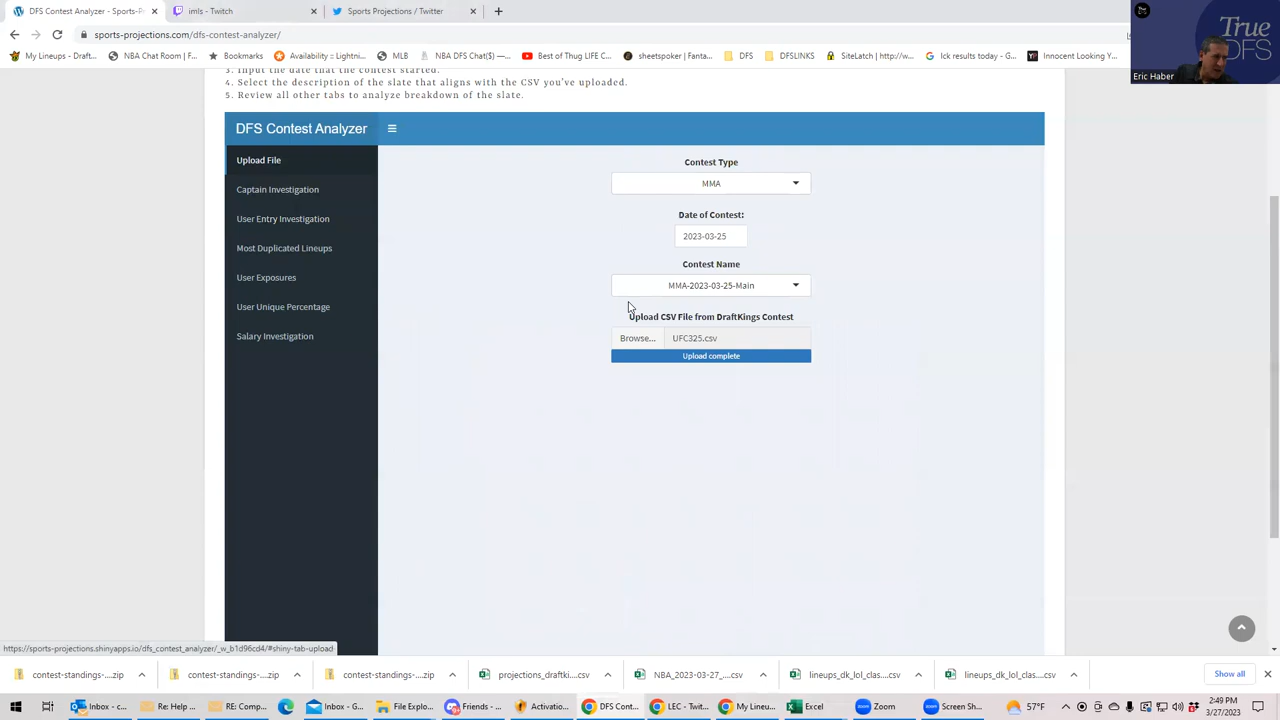 DFS Contest Analyzer - Sports Pr
imls - Twitch
Sports Projections / Twitter
sports-projections.com/dfs-contest-analyzer/
My Lineups - Draft...
NBA Chat Room | F...
Bookmarks
Availability :: Lightni...
MLB
NBA DFS Chat($) —...
Best of Thug LIFE C...
sheetspoker | Fanta...
DFS
DFSLINKS
SiteLatch | http://w...
Ick results today - G...
Innocent Looking Y...
True
DFS
Eric Haber
3. Input the date that the contest started.
4. Select the description of the slate that aligns with the CSV you've uploaded.
5. Review all other tabs to analyze breakdown of the slate.
DFS Contest Analyzer
Upload File
Captain Investigation
User Entry Investigation
Most Duplicated Lineups
User Exposures
User Unique Percentage
Salary Investigation
Contest Type
MMA
Date of Contest:
2023-03-25
Contest Name
MMA-2023-03-25-Main
Upload CSV File from DraftKings Contest
Browse... UFC325.csv
Upload complete
https://sports-projections.shinyapps.io/dfs_contest_analyzer/_w_b1d96cd4/#shiny-tab-upload
contest-standings-....zip
contest-standings-....zip
contest-standings-....zip
projections_draftki....csv
NBA_2023-03-27_....csv
lineups_dk_lol_clas....csv
lineups_dk_lol_clas....csv
Show all
Inbox - ...
Re: Help ...
RE: Comp...
File Explo...
Inbox - G...
Friends - ...
Activation...
DFS Cont...
LEC - Twit...
My Lineu...
Excel
Zoom
Screen Sh...
57°F
2:49 PM
3/27/2023